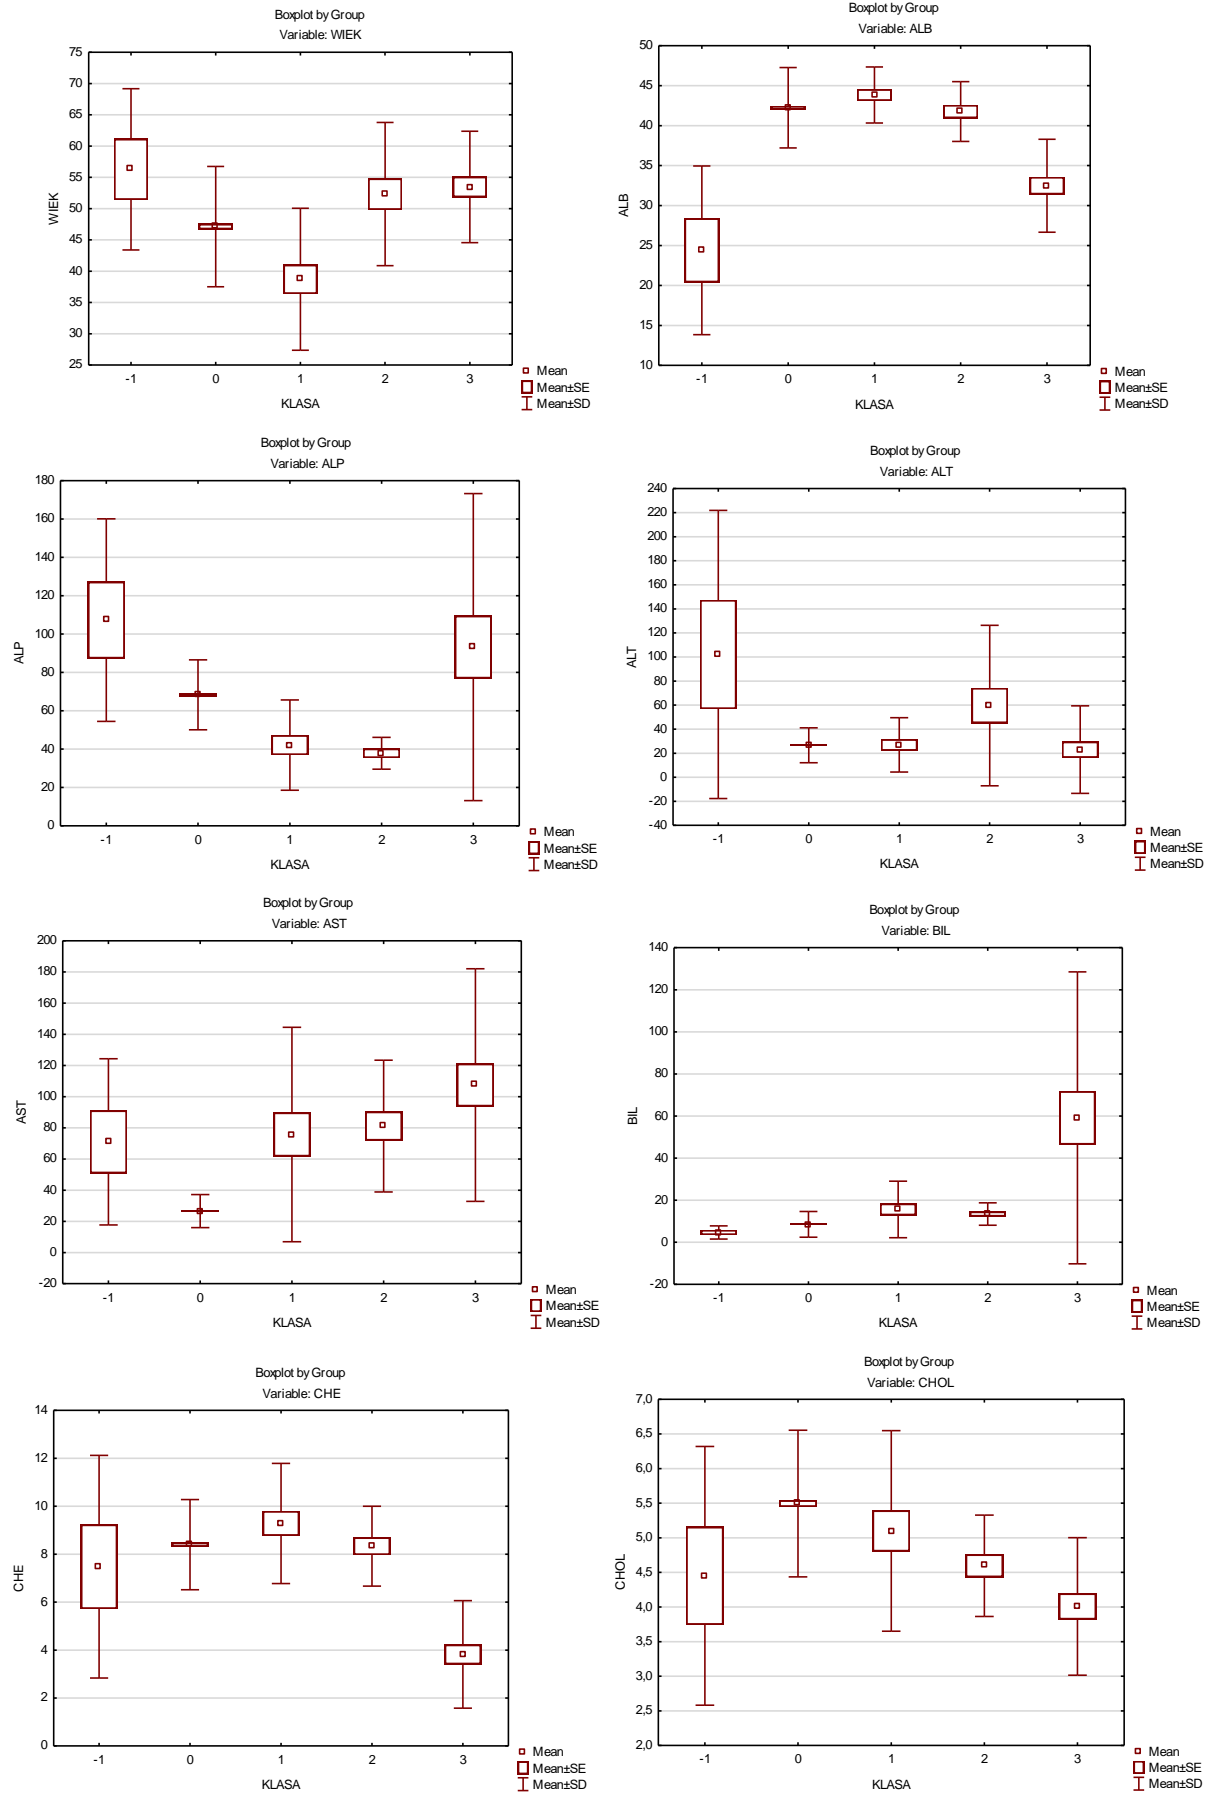 Boxplot by Group
Variable: WIEK
75
70
65
60
55
50
45
40
35
30
25
WIEK
-1 0 1 2 3
KLASA
Mean
Mean±SE
Mean±SD
Boxplot by Group
Variable: ALB
50
45
40
35
30
25
20
15
10
ALB
-1 0 1 2 3
KLASA
Mean
Mean±SE
Mean±SD
Boxplot by Group
Variable: ALP
180
160
140
120
100
80
60
40
20
0
ALP
-1 0 1 2 3
KLASA
Mean
Mean±SE
Mean±SD
Boxplot by Group
Variable: ALT
240
220
200
180
160
140
120
100
80
60
40
20
0
-20
-40
ALT
-1 0 1 2 3
KLASA
Mean
Mean±SE
Mean±SD
Boxplot by Group
Variable: AST
200
180
160
140
120
100
80
60
40
20
0
-20
AST
-1 0 1 2 3
KLASA
Mean
Mean±SE
Mean±SD
Boxplot by Group
Variable: BIL
140
120
100
80
60
40
20
0
-20
BIL
-1 0 1 2 3
KLASA
Mean
Mean±SE
Mean±SD
Boxplot by Group
Variable: CHE
14
12
10
8
6
4
2
0
CHE
-1 0 1 2 3
KLASA
Mean
Mean±SE
Mean±SD
Boxplot by Group
Variable: CHOL
7,0
6,5
6,0
5,5
5,0
4,5
4,0
3,5
3,0
2,5
2,0
CHOL
-1 0 1 2 3
KLASA
Mean
Mean±SE
Mean±SD